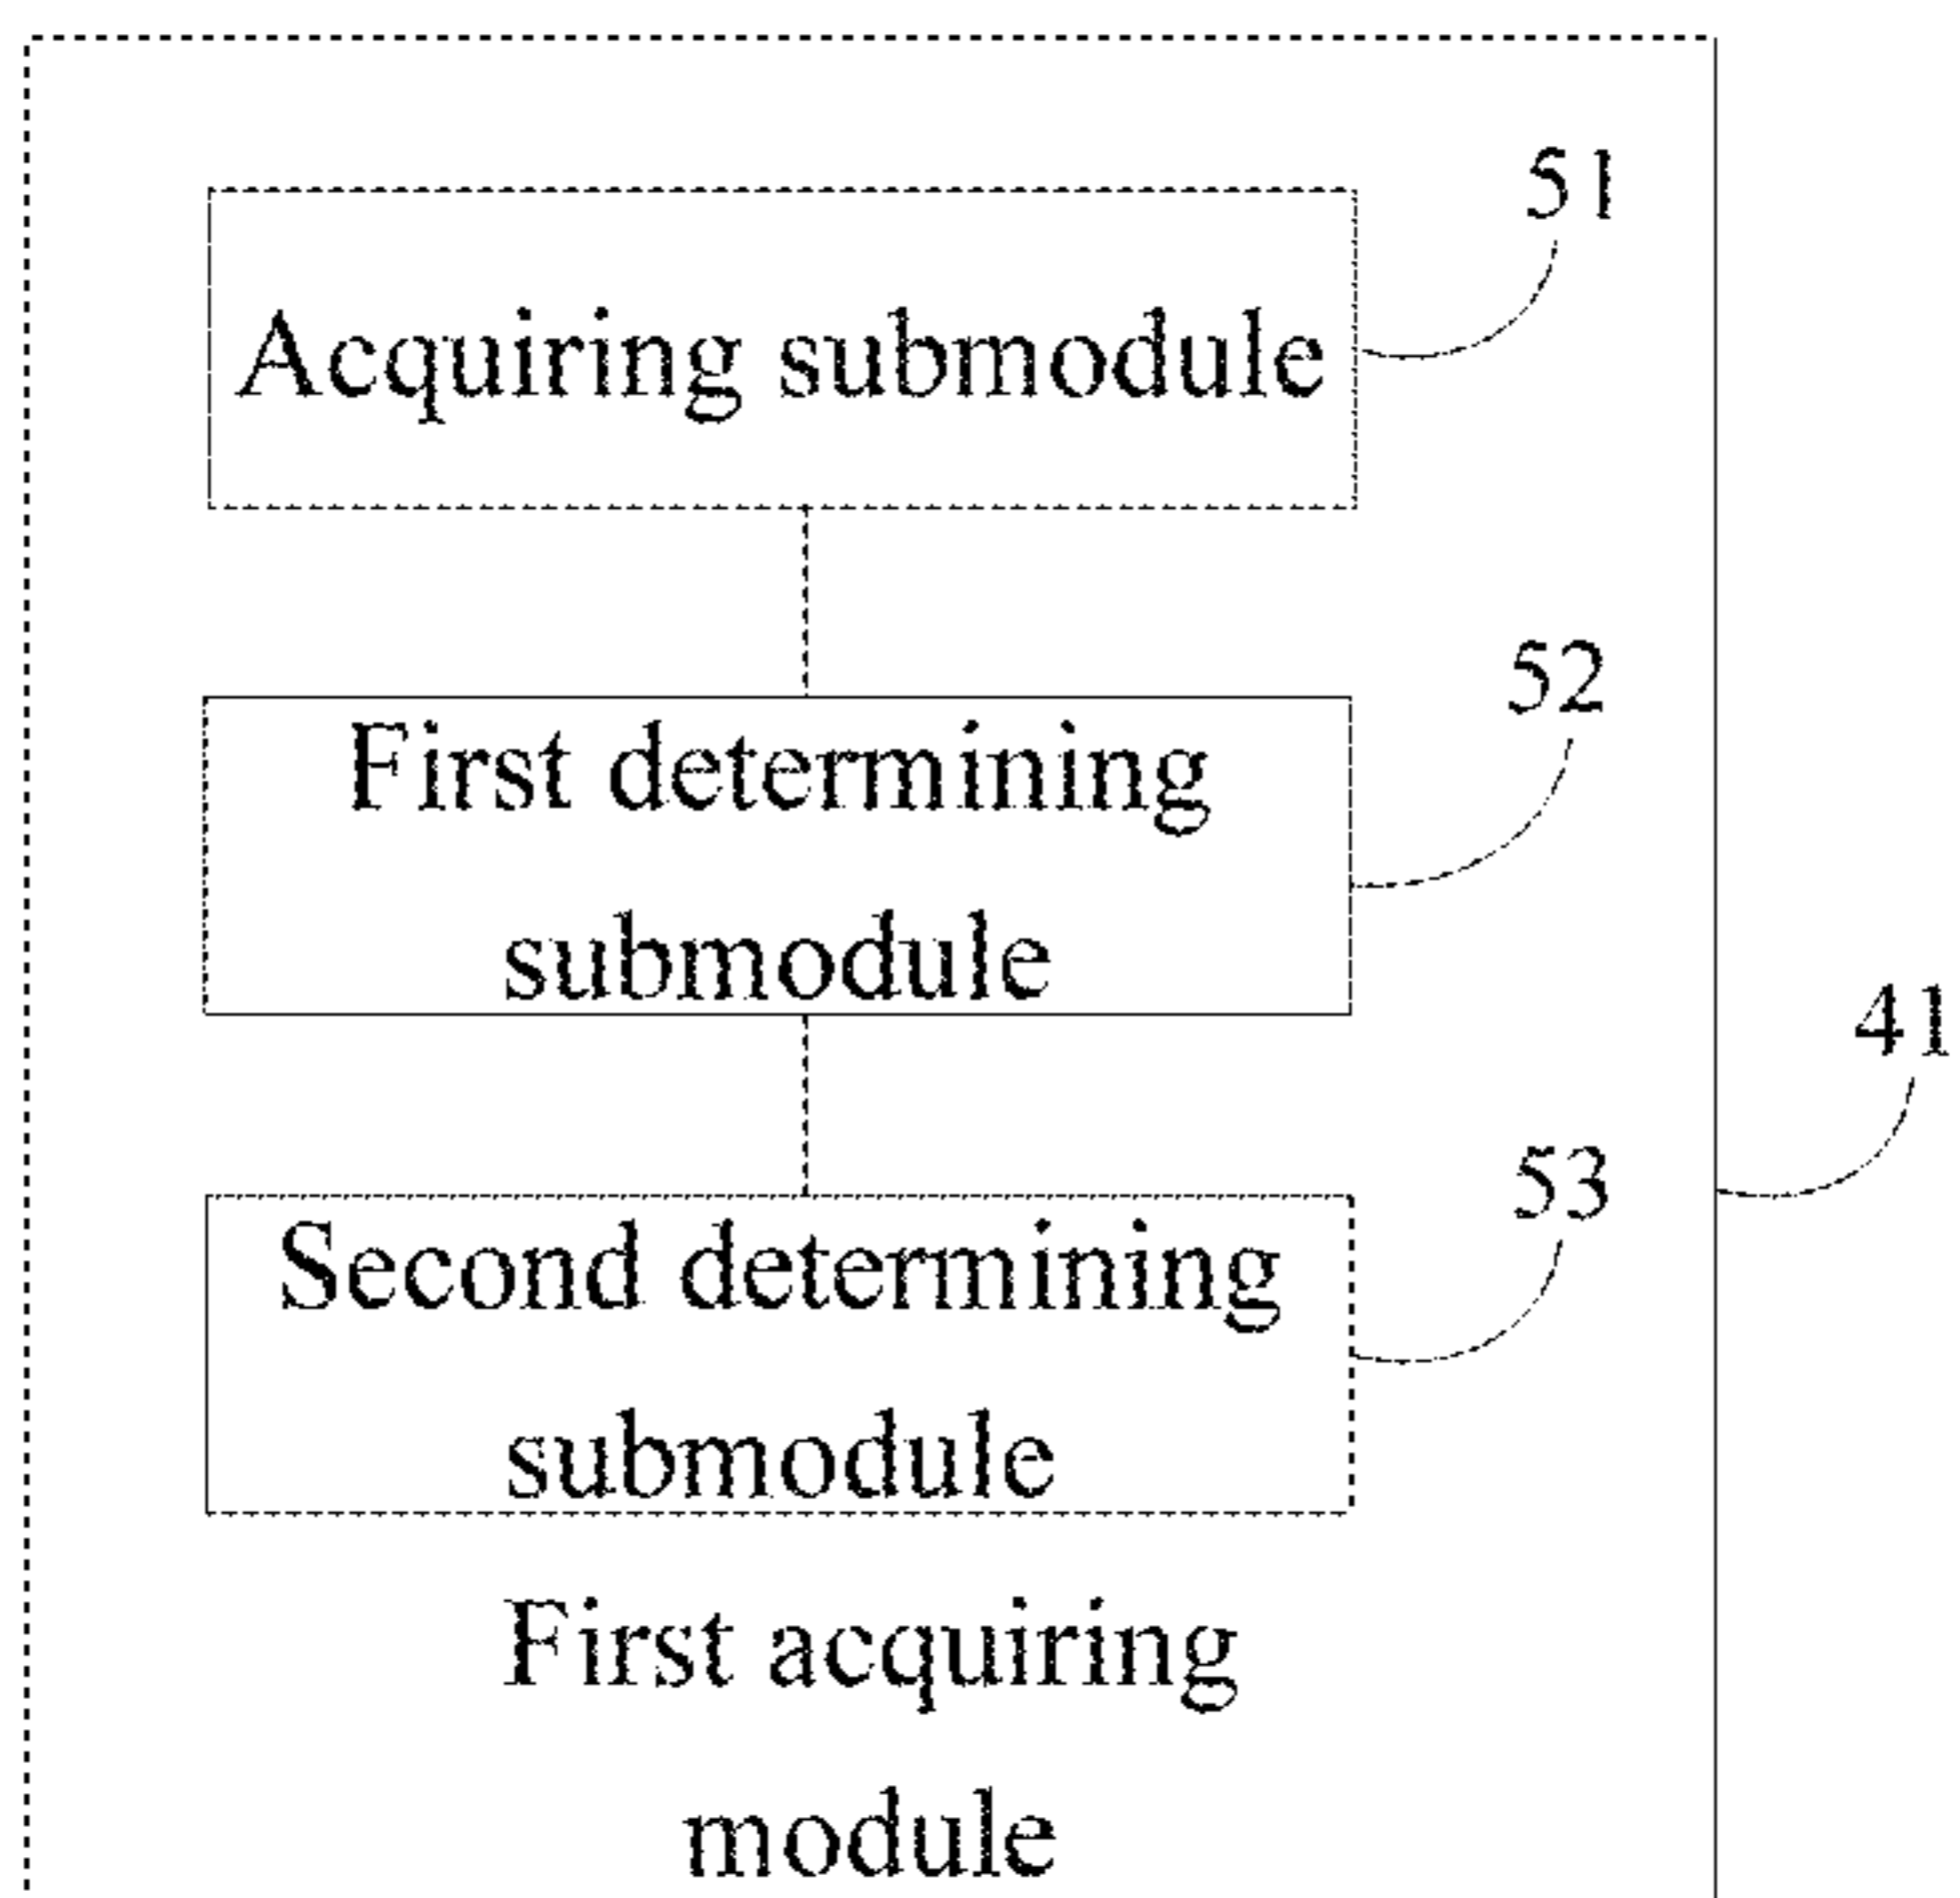 51
Acquiring submodule
52
First determining
submodule
41
53
Second determining
submodule
First acquiring
module